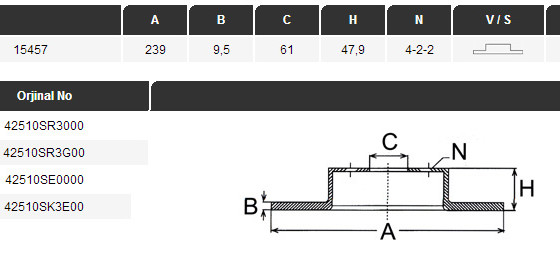 A B C H N V / S
15457 239 9,5 61 47,9 4-2-2
Orjinal No
42510SR3000
42510SR3G00
42510SE0000
42510SK3E00
C
N
B
H
A